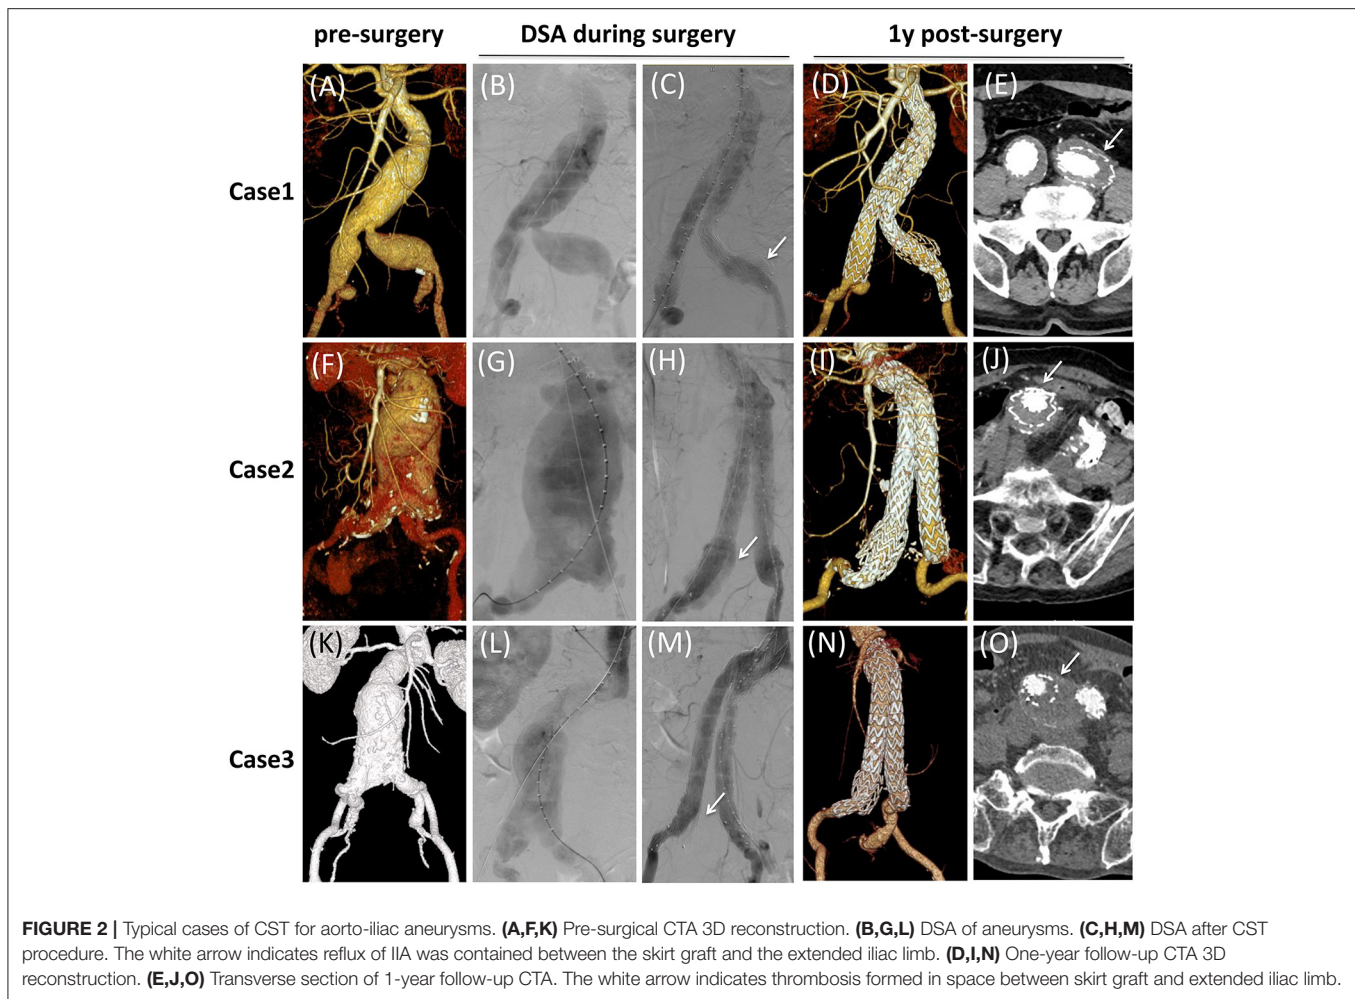 pre-surgery DSA during surgery 1y post-surgery
(A) (B) (C) (D) (E)
Case1
(F) (G) (H) (I) (J)
Case2
(K) (L) (M) (N) (O)
Case3
FIGURE 2 | Typical cases of CST for aorto-iliac aneurysms. (A,F,K) Pre-surgical CTA 3D reconstruction. (B,G,L) DSA of aneurysms. (C,H,M) DSA after CST
procedure. The white arrow indicates reflux of IIA was contained between the skirt graft and the extended iliac limb. (D,I,N) One-year follow-up CTA 3D
reconstruction. (E,J,O) Transverse section of 1-year follow-up CTA. The white arrow indicates thrombosis formed in space between skirt graft and extended iliac limb.